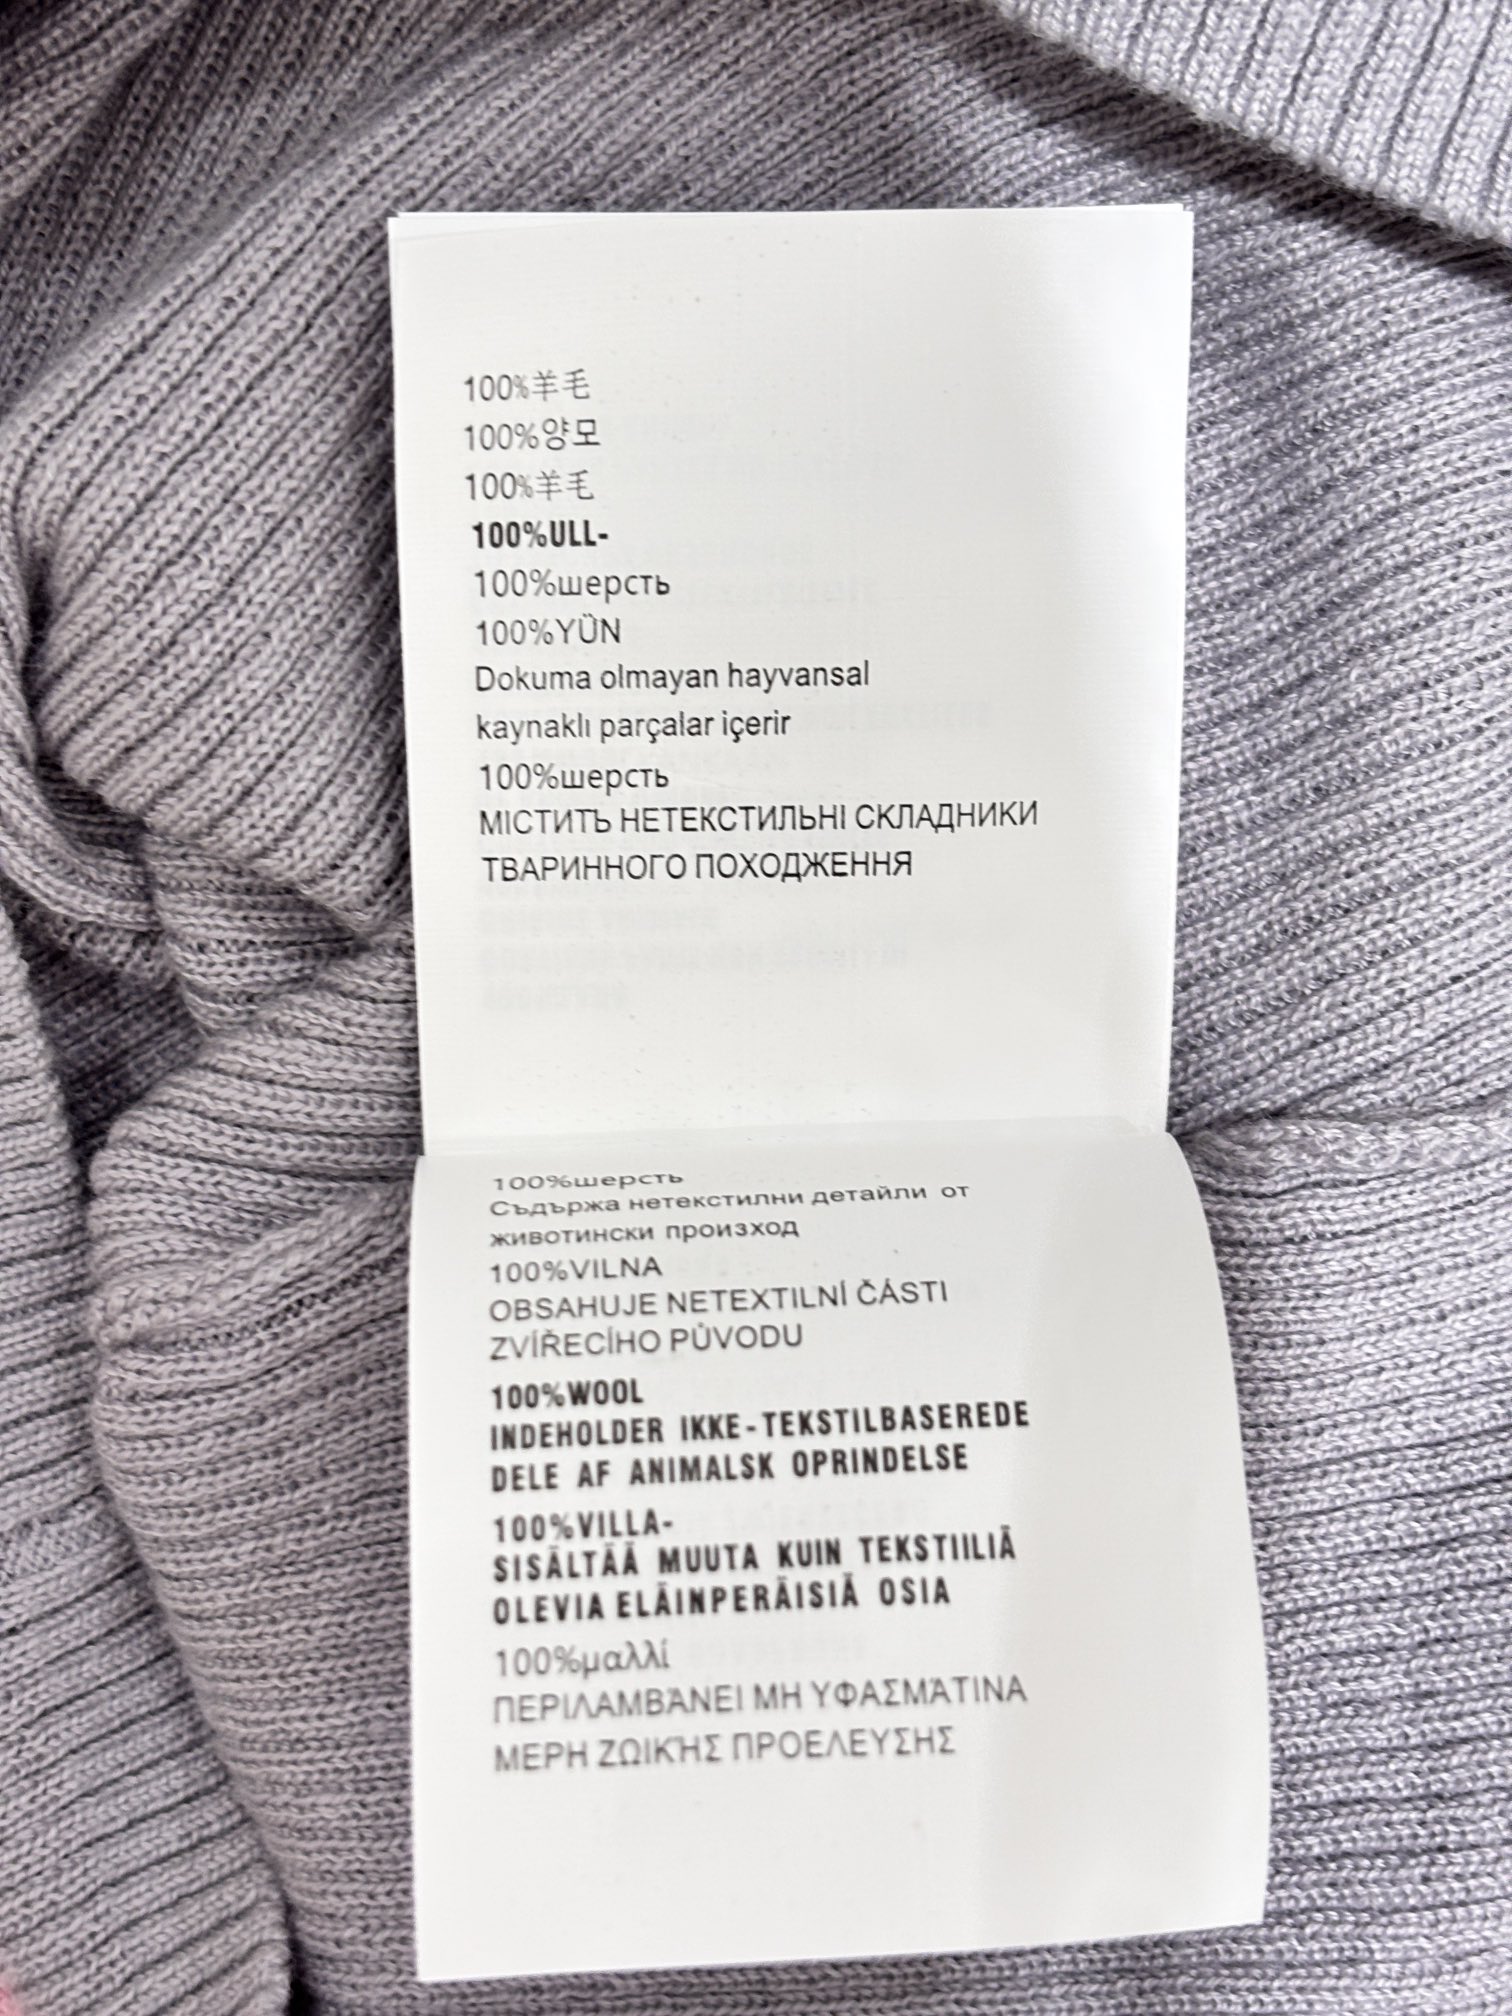 100%羊毛
100%양모
100%羊毛
100%ULL-
100%шерсть
100%YÜN
Dokuma olmayan hayvansal
kaynaklı parçalar içerir
100%шерсть
МІСТИТЬ НЕТЕКСТИЛЬНІ СКЛАДНИКИ
ТВАРИННОГО ПОХОДЖЕННЯ
100%шерсть
Съдържа нетекстилни детайли от
животински произход
100%VILNA
OBSAHUJE NETEXTILNÍ ČÁSTI
ZVÍŘECÍHO PŮVODU
100%WOOL
INDEHOLDER IKKE-TEKSTILBASEREDE
DELE AF ANIMALSK OPRINDELSE
100%VILLA-
SISÄLTÄÄ MUUTA KUIN TEKSTIILIÄ
OLEVIA ELÄINPERÄISIÄ OSIA
100%μαλλί
ΠΕΡΙΛΑΜΒΆΝΕΙ ΜΗ ΥΦΑΣΜΆΤΙΝΑ
ΜΕΡΗ ΖΩΙΚΉΣ ΠΡΟΕΛΕΥΣΗΣ